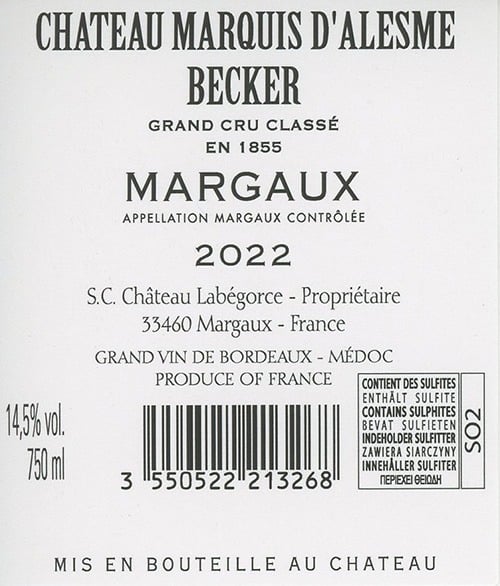 CHATEAU MARQUIS D'ALESME
BECKER
GRAND CRU CLASSÉ
EN 1855
MARGAUX
APPELLATION MARGAUX CONTRÔLÉE
2022
S.C. Château Labégorce - Propriétaire
33460 Margaux - France
GRAND VIN DE BORDEAUX - MÉDOC
PRODUCE OF FRANCE
14,5% vol.
750 ml
3 550522 213268
CONTIENT DES SULFITES
ENTHÄLT SULFITE
CONTAINS SULPHITES
BEVAT SULFIETEN
INDEHOLDER SULFITTER
ZAWIERA SIARCZYNY
INNEHÅLLER SULFITER
ΠΕΡΙΕΧΕΙ ΘΕΙΩΔΗ
SO2
MIS EN BOUTEILLE AU CHATEAU